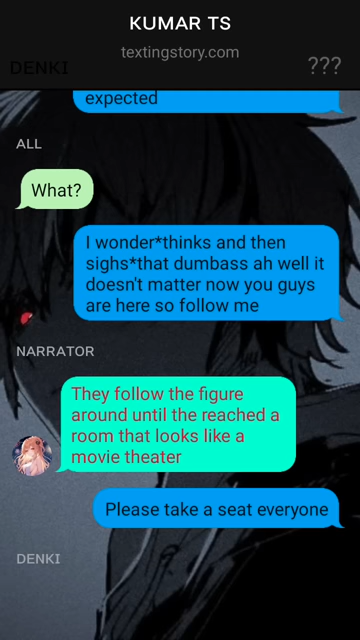 KUMAR TS
textingstory.com
DENKI
???
expected
ALL
What?
I wonder*thinks and then
sighs*that dumbass ah well it
doesn't matter now you guys
are here so follow me
NARRATOR
They follow the figure
around until the reached a
room that looks like a
movie theater
Please take a seat everyone
DENKI